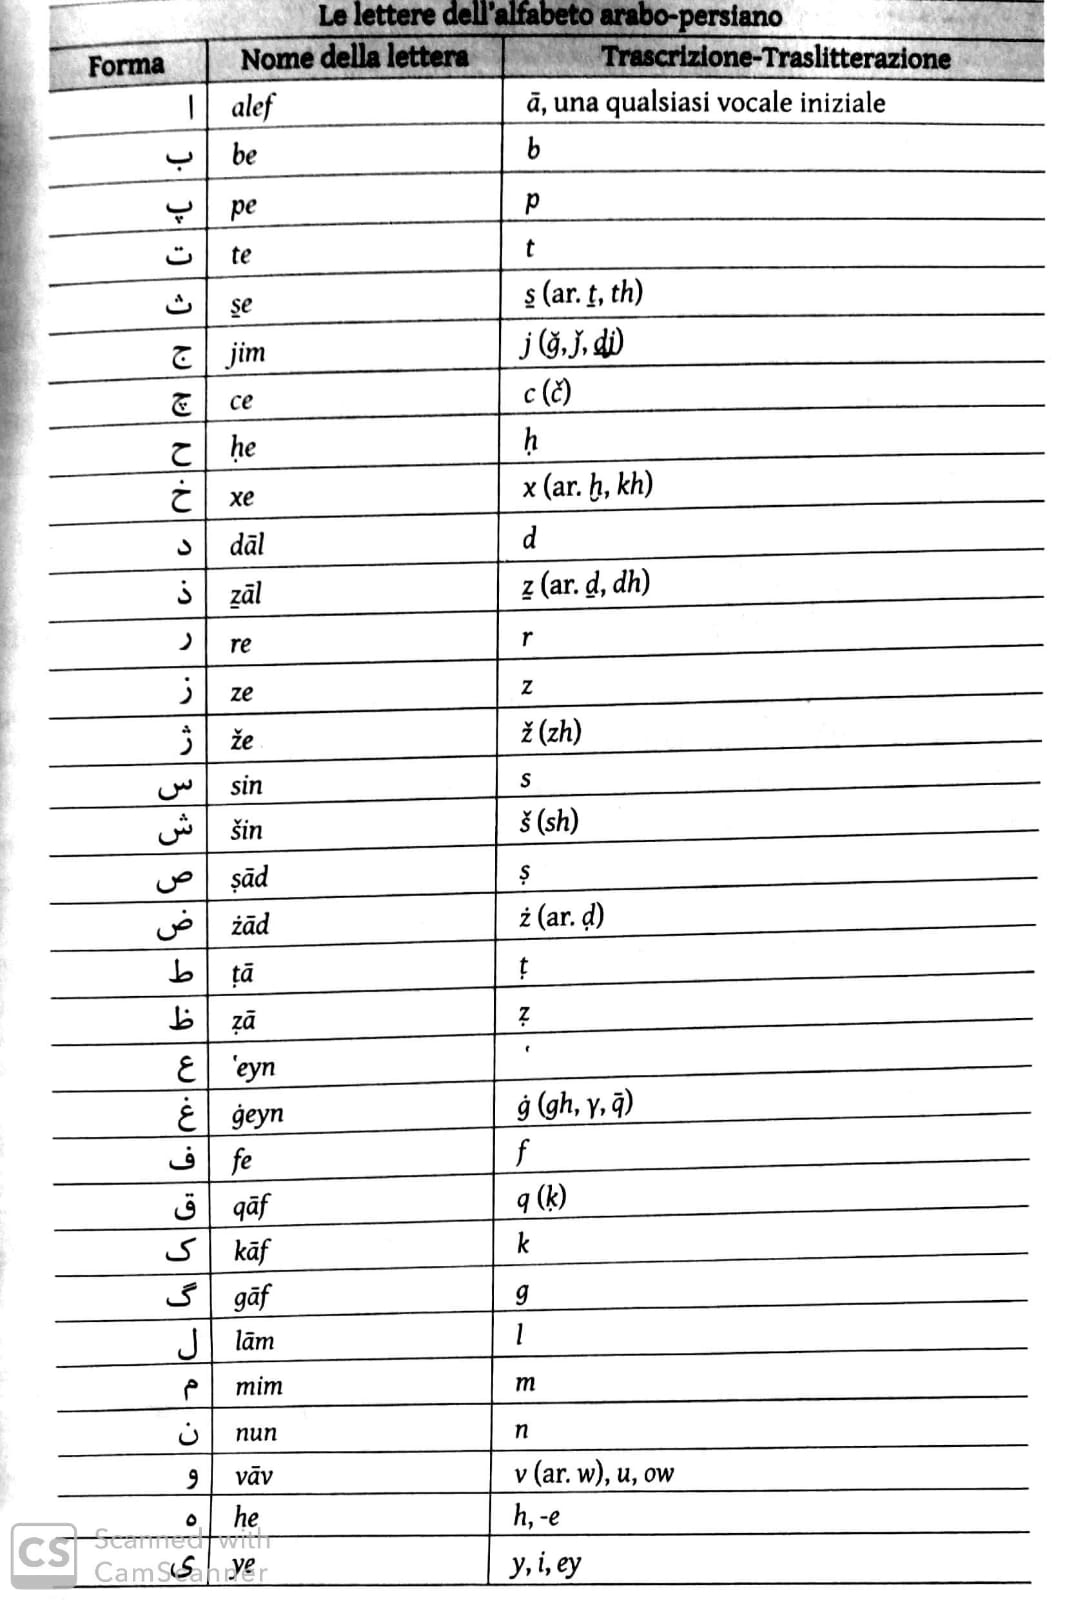 Le lettere dell'alfabeto arabo-persiano
Forma Nome della lettera Trascrizione-Traslitterazione
ا alef ā, una qualsiasi vocale iniziale
ب be b
پ pe p
ت te t
ث s̱e s̱ (ar. ṯ, th)
ج jim j (ğ, ǰ, dj)
چ ce c (č)
ح ḥe ḥ
خ xe x (ar. ḫ, kh)
د dāl d
ذ ẕāl ẕ (ar. ḏ, dh)
ر re r
ز ze z
ژ že ž (zh)
س sin s
ش šin š (sh)
ص ṣād ṣ
ض żād ż (ar. ḍ)
ط ṭā ṭ
ظ ẓā ẓ
ع 'eyn ‘
غ ġeyn ġ (gh, γ, q̄)
ف fe f
ق qāf q (ḳ)
ک kāf k
گ gāf g
ل lām l
م mim m
ن nun n
و vāv v (ar. w), u, ow
ه he h, -e
ی ye y, i, ey
CS Scanned with
CamScanner